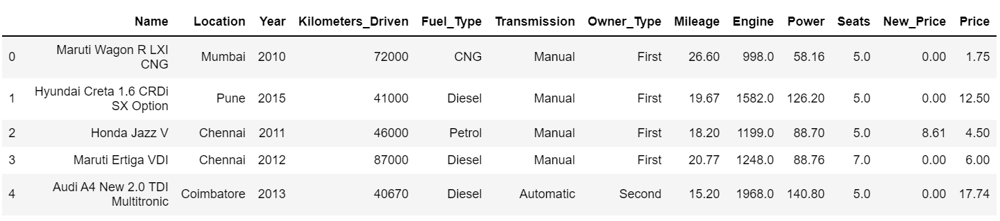 Name Location Year Kilometers_Driven Fuel_Type Transmission Owner_Type Mileage Engine Power Seats New_Price Price
0 Maruti Wagon R LXI CNG Mumbai 2010 72000 CNG Manual First 26.60 998.0 58.16 5.0 0.00 1.75
1 Hyundai Creta 1.6 CRDi SX Option Pune 2015 41000 Diesel Manual First 19.67 1582.0 126.20 5.0 0.00 12.50
2 Honda Jazz V Chennai 2011 46000 Petrol Manual First 18.20 1199.0 88.70 5.0 8.61 4.50
3 Maruti Ertiga VDI Chennai 2012 87000 Diesel Manual First 20.77 1248.0 88.76 7.0 0.00 6.00
4 Audi A4 New 2.0 TDI Multitronic Coimbatore 2013 40670 Diesel Automatic Second 15.20 1968.0 140.80 5.0 0.00 17.74